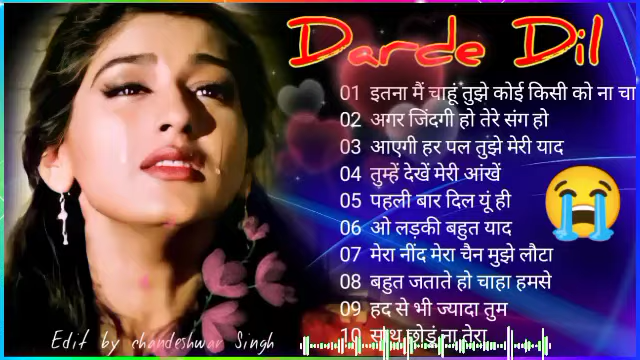 Darde Dil
01 इतना मैं चाहूं तुझे कोई किसी को ना चा
02 अगर जिंदगी हो तेरे संग हो
03 आएगी हर पल तुझे मेरी याद
04 तुम्हें देखें मेरी आंखें
05 पहली बार दिल यूं ही
06 ओ लड़की बहुत याद
07 मेरा नींद मेरा चैन मुझे लौटा
08 बहुत जताते हो चाहा हमसे
09 हद से भी ज्यादा तुम
10 साथ छोडूं ना तेरा
Edit by chandeshwar Singh